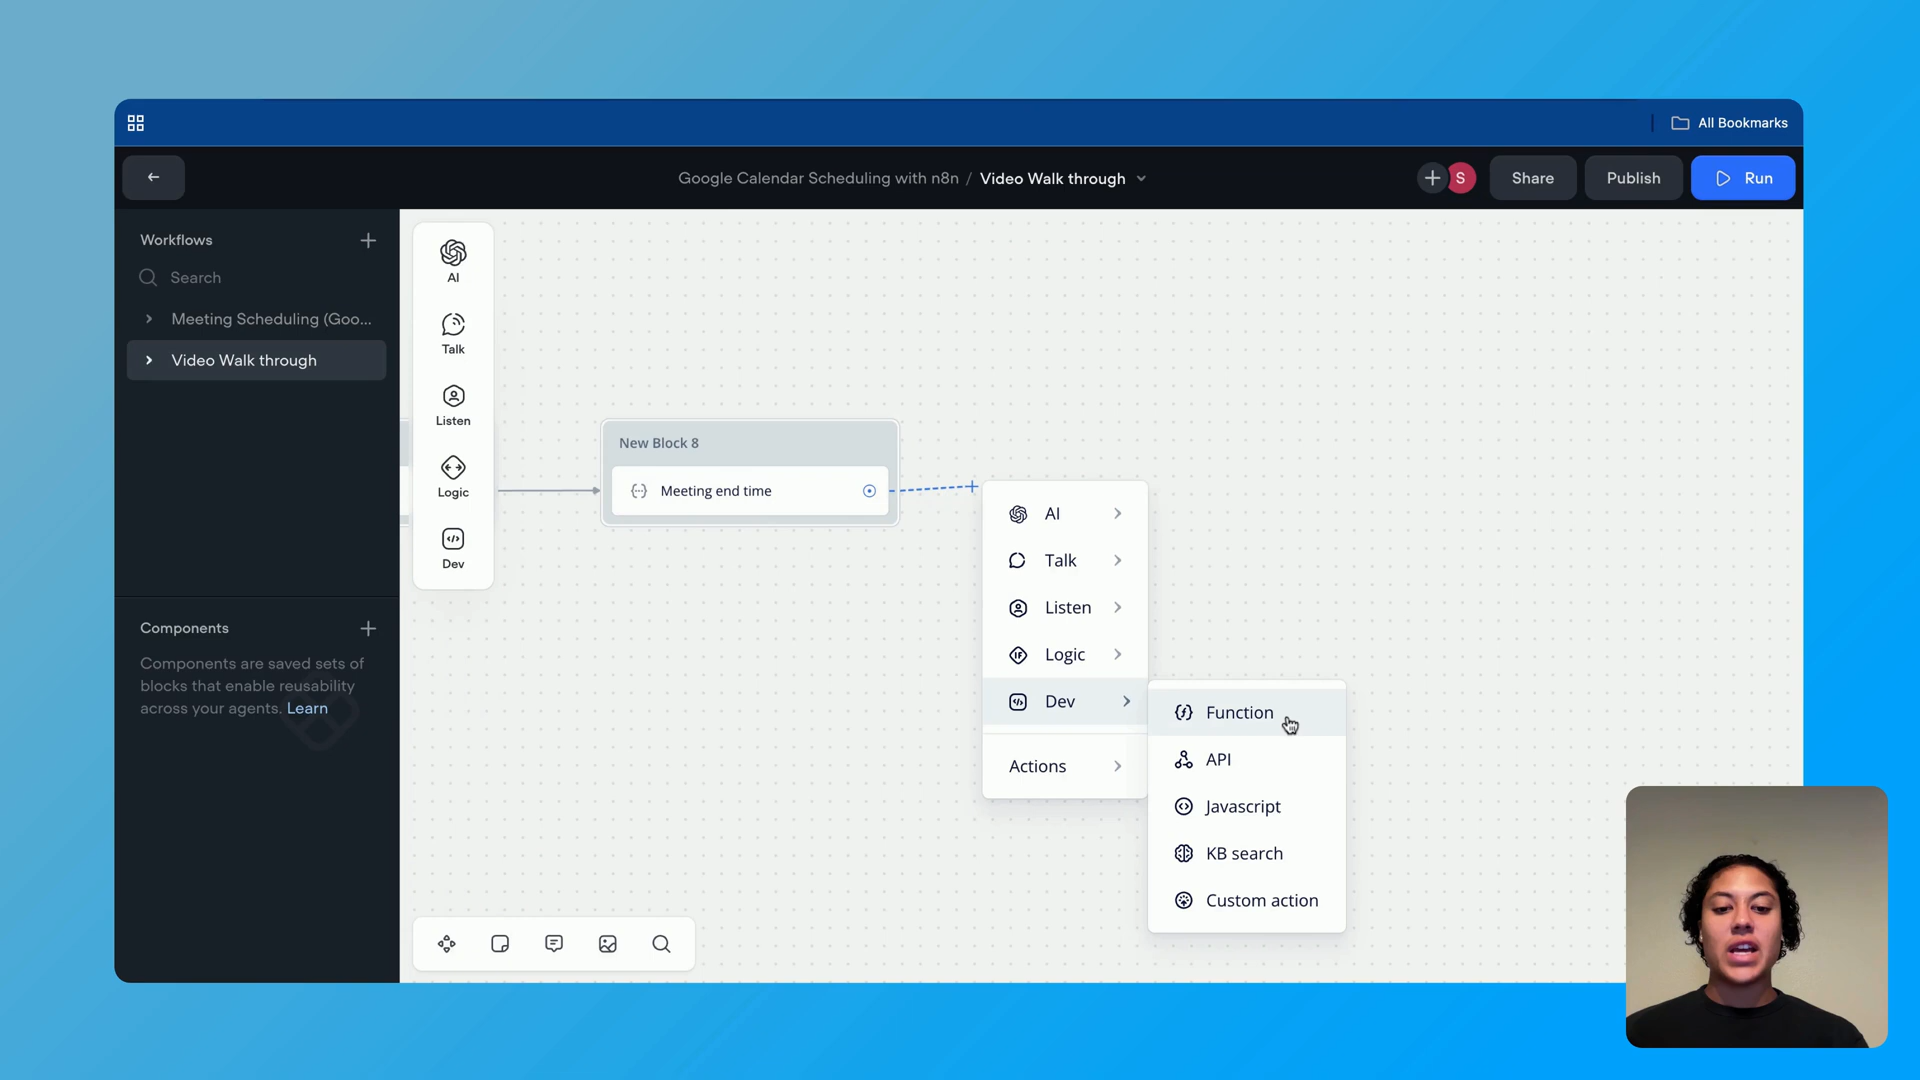 All Bookmarks
Google Calendar Scheduling with n8n / Video Walk through
S
Share
Publish
Run
Workflows
Search
Meeting Scheduling (Goo...
Video Walk through
Components
Components are saved sets of
blocks that enable reusability
across your agents. Learn
AI
Talk
Listen
Logic
Dev
New Block 8
Meeting end time
AI
Talk
Listen
IF
Logic
Dev
Actions
Function
API
Javascript
KB search
Custom action